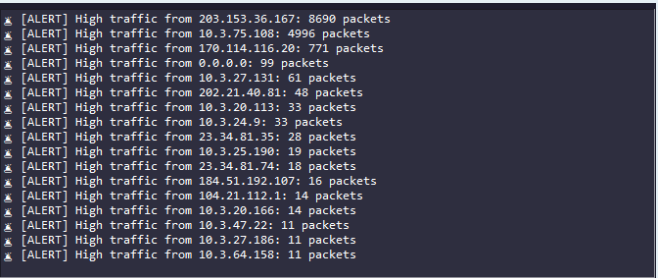 🚨 [ALERT] High traffic from 203.153.36.167: 8690 packets
🚨 [ALERT] High traffic from 10.3.75.108: 4996 packets
🚨 [ALERT] High traffic from 170.114.116.20: 771 packets
🚨 [ALERT] High traffic from 0.0.0.0: 99 packets
🚨 [ALERT] High traffic from 10.3.27.131: 61 packets
🚨 [ALERT] High traffic from 202.21.40.81: 48 packets
🚨 [ALERT] High traffic from 10.3.20.113: 33 packets
🚨 [ALERT] High traffic from 10.3.24.9: 33 packets
🚨 [ALERT] High traffic from 23.34.81.35: 28 packets
🚨 [ALERT] High traffic from 10.3.25.190: 19 packets
🚨 [ALERT] High traffic from 23.34.81.74: 18 packets
🚨 [ALERT] High traffic from 184.51.192.107: 16 packets
🚨 [ALERT] High traffic from 104.21.112.1: 14 packets
🚨 [ALERT] High traffic from 10.3.20.166: 14 packets
🚨 [ALERT] High traffic from 10.3.47.22: 11 packets
🚨 [ALERT] High traffic from 10.3.27.186: 11 packets
🚨 [ALERT] High traffic from 10.3.64.158: 11 packets